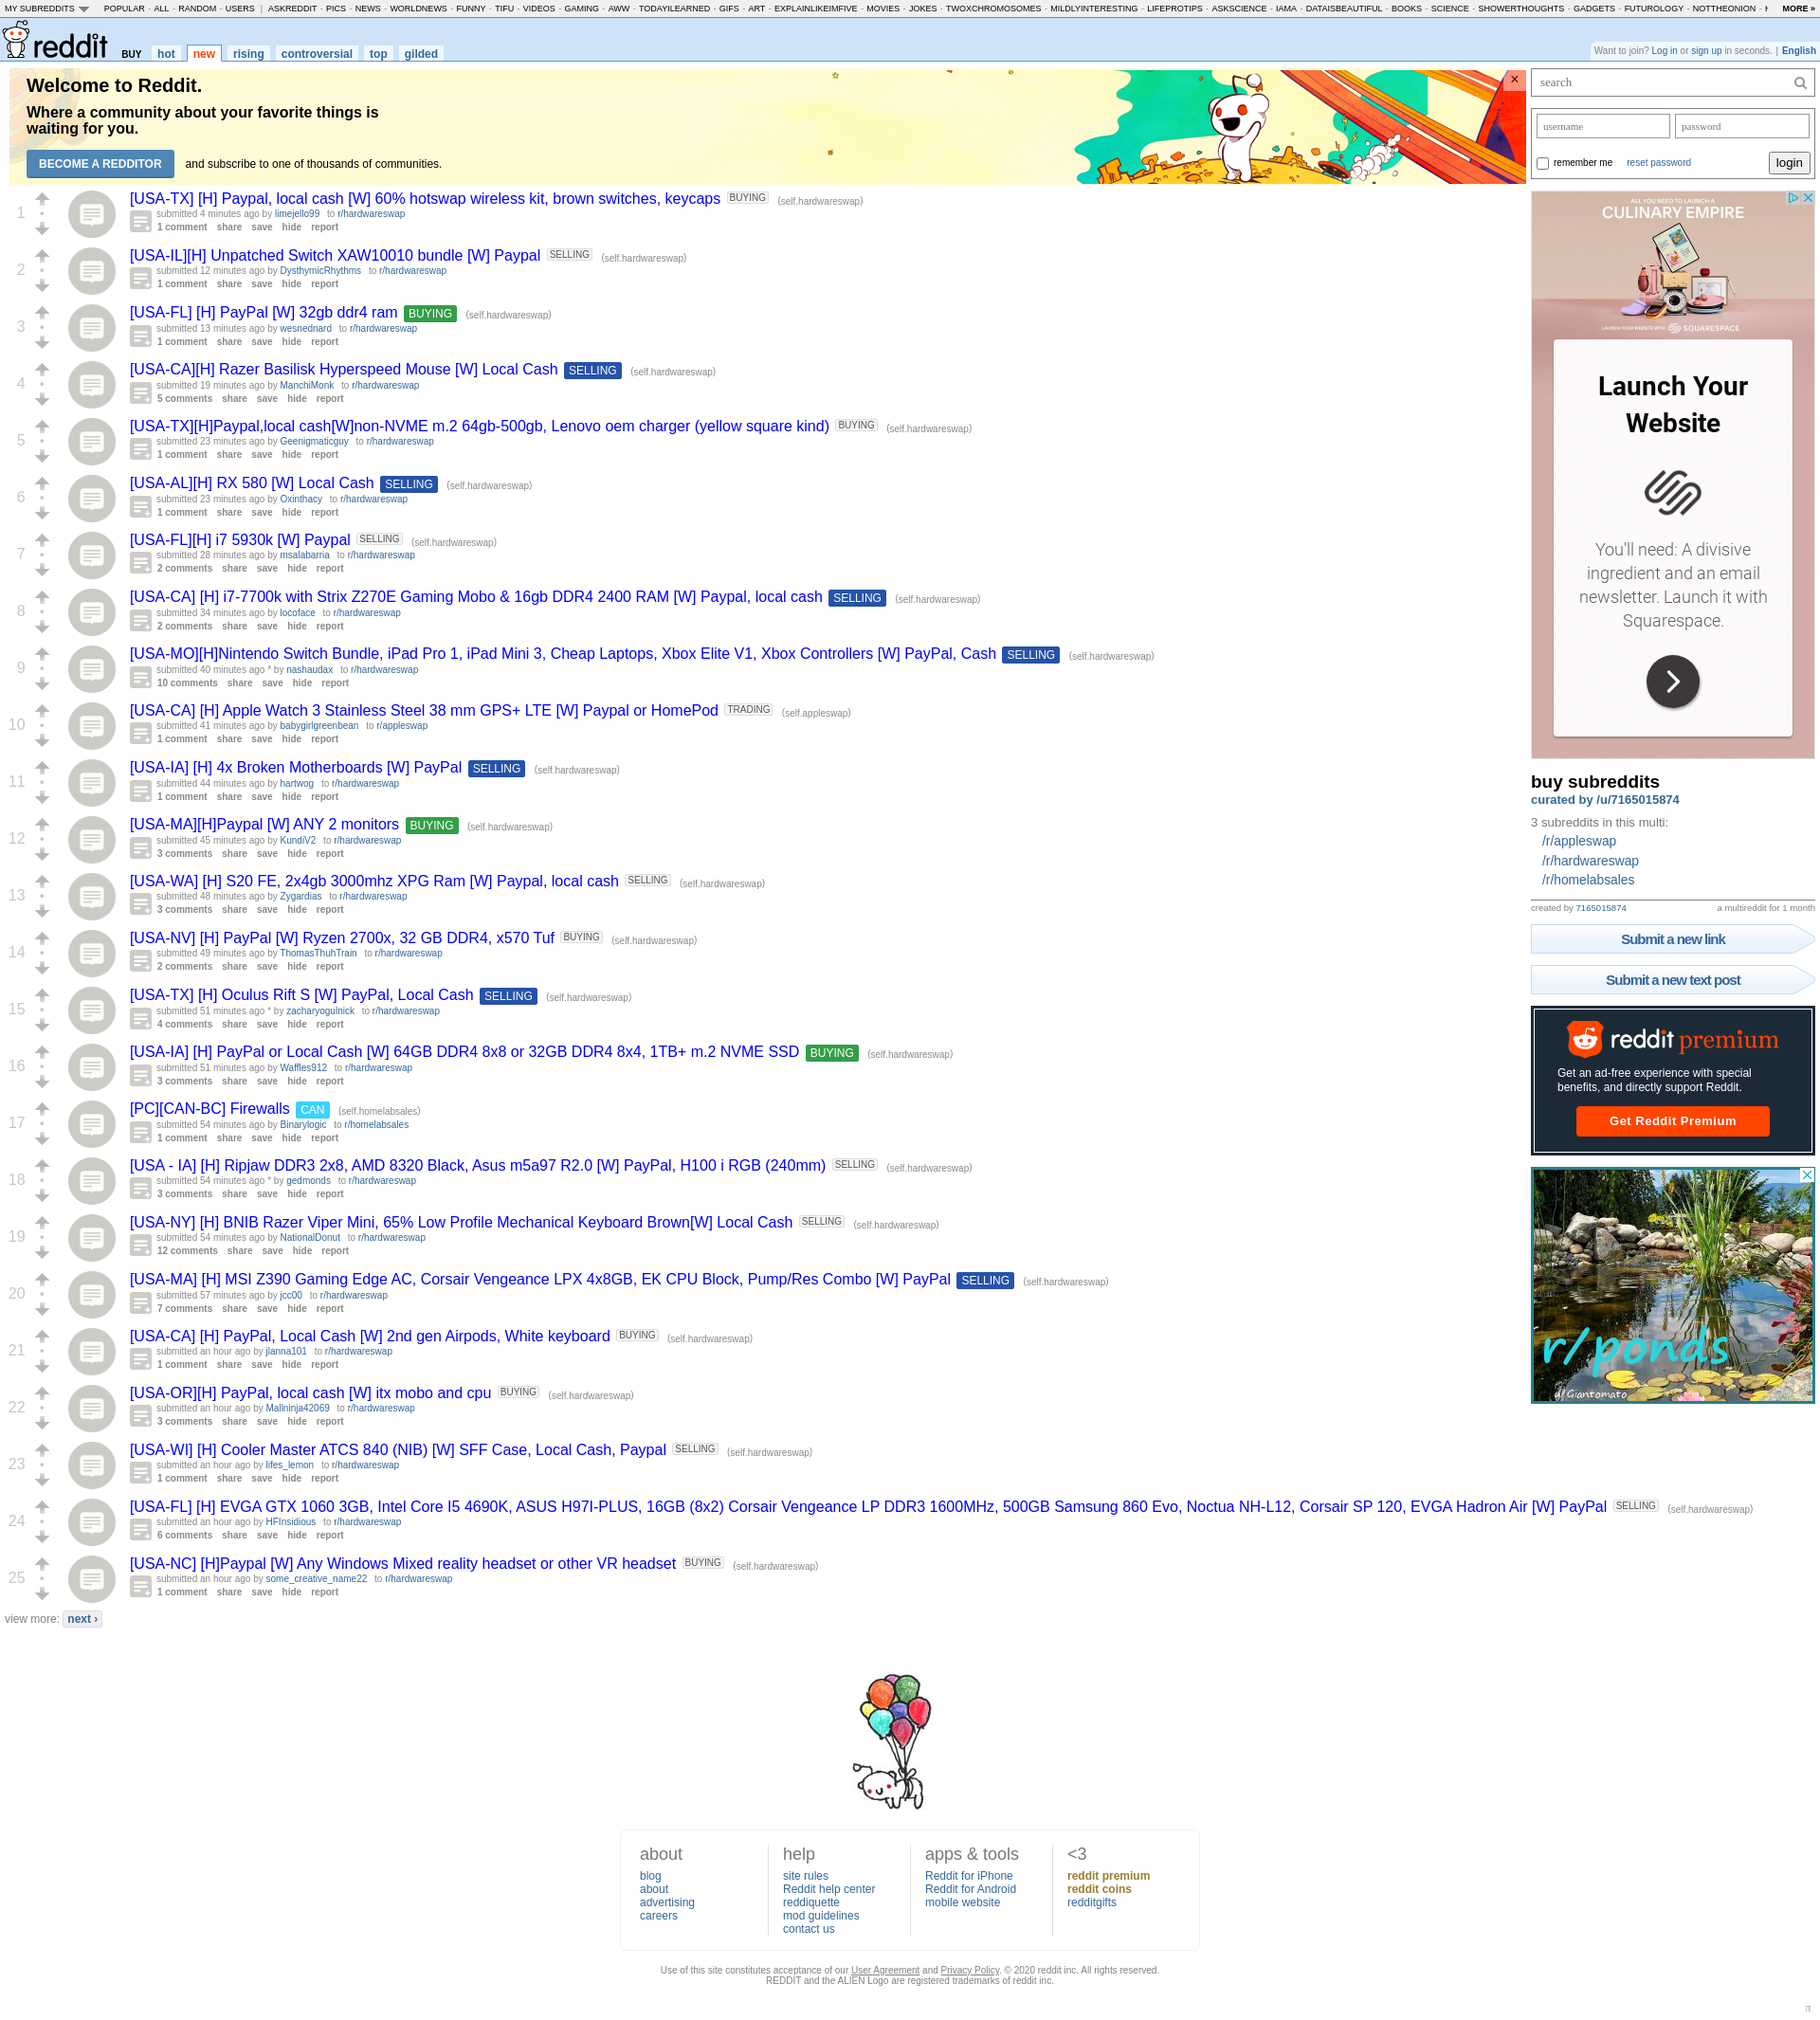 MY SUBREDDITS POPULAR - ALL - RANDOM - USERS | ASKREDDIT - PICS - NEWS - WORLDNEWS - FUNNY - TIFU - VIDEOS - GAMING - AWW - TODAYILEARNED - GIFS - ART - EXPLAINLIKEIMFIVE - MOVIES - JOKES - TWOXCHROMOSOMES - MILDLYINTERESTING - LIFEPROTIPS - ASKSCIENCE - IAMA - DATAISBEAUTIFUL - BOOKS - SCIENCE - SHOWERTHOUGHTS - GADGETS - FUTUROLOGY - NOTTHEONION - MORE »
reddit BUY hot new rising controversial top gilded
Want to join? Log in or sign up in seconds. | English
Welcome to Reddit.
Where a community about your favorite things is
waiting for you.
BECOME A REDDITOR and subscribe to one of thousands of communities.
×
1
[USA-TX] [H] Paypal, local cash [W] 60% hotswap wireless kit, brown switches, keycaps BUYING (self.hardwareswap)
submitted 4 minutes ago by limejello99 to r/hardwareswap
1 comment share save hide report
2
[USA-IL][H] Unpatched Switch XAW10010 bundle [W] Paypal SELLING (self.hardwareswap)
submitted 12 minutes ago by DysthymicRhythms to r/hardwareswap
1 comment share save hide report
3
[USA-FL] [H] PayPal [W] 32gb ddr4 ram BUYING (self.hardwareswap)
submitted 13 minutes ago by wesnednard to r/hardwareswap
1 comment share save hide report
4
[USA-CA][H] Razer Basilisk Hyperspeed Mouse [W] Local Cash SELLING (self.hardwareswap)
submitted 19 minutes ago by ManchiMonk to r/hardwareswap
5 comments share save hide report
5
[USA-TX][H]Paypal,local cash[W]non-NVME m.2 64gb-500gb, Lenovo oem charger (yellow square kind) BUYING (self.hardwareswap)
submitted 23 minutes ago by Geenigmaticguy to r/hardwareswap
1 comment share save hide report
6
[USA-AL][H] RX 580 [W] Local Cash SELLING (self.hardwareswap)
submitted 23 minutes ago by Oxinthacy to r/hardwareswap
1 comment share save hide report
7
[USA-FL][H] i7 5930k [W] Paypal SELLING (self.hardwareswap)
submitted 28 minutes ago by msalabarria to r/hardwareswap
2 comments share save hide report
8
[USA-CA] [H] i7-7700k with Strix Z270E Gaming Mobo & 16gb DDR4 2400 RAM [W] Paypal, local cash SELLING (self.hardwareswap)
submitted 34 minutes ago by locoface to r/hardwareswap
2 comments share save hide report
9
[USA-MO][H]Nintendo Switch Bundle, iPad Pro 1, iPad Mini 3, Cheap Laptops, Xbox Elite V1, Xbox Controllers [W] PayPal, Cash SELLING (self.hardwareswap)
submitted 40 minutes ago * by nashaudax to r/hardwareswap
10 comments share save hide report
10
[USA-CA] [H] Apple Watch 3 Stainless Steel 38 mm GPS+ LTE [W] Paypal or HomePod TRADING (self.appleswap)
submitted 41 minutes ago by babygirlgreenbean to r/appleswap
1 comment share save hide report
11
[USA-IA] [H] 4x Broken Motherboards [W] PayPal SELLING (self.hardwareswap)
submitted 44 minutes ago by hartwog to r/hardwareswap
1 comment share save hide report
12
[USA-MA][H]Paypal [W] ANY 2 monitors BUYING (self.hardwareswap)
submitted 45 minutes ago by KundiV2 to r/hardwareswap
3 comments share save hide report
13
[USA-WA] [H] S20 FE, 2x4gb 3000mhz XPG Ram [W] Paypal, local cash SELLING (self.hardwareswap)
submitted 48 minutes ago by Zygardias to r/hardwareswap
3 comments share save hide report
14
[USA-NV] [H] PayPal [W] Ryzen 2700x, 32 GB DDR4, x570 Tuf BUYING (self.hardwareswap)
submitted 49 minutes ago by ThomasThuhTrain to r/hardwareswap
2 comments share save hide report
15
[USA-TX] [H] Oculus Rift S [W] PayPal, Local Cash SELLING (self.hardwareswap)
submitted 51 minutes ago * by zacharyogulnick to r/hardwareswap
4 comments share save hide report
16
[USA-IA] [H] PayPal or Local Cash [W] 64GB DDR4 8x8 or 32GB DDR4 8x4, 1TB+ m.2 NVME SSD BUYING (self.hardwareswap)
submitted 51 minutes ago by Waffles912 to r/hardwareswap
3 comments share save hide report
17
[PC][CAN-BC] Firewalls CAN (self.homelabsales)
submitted 54 minutes ago by Binarylogic to r/homelabsales
1 comment share save hide report
18
[USA - IA] [H] Ripjaw DDR3 2x8, AMD 8320 Black, Asus m5a97 R2.0 [W] PayPal, H100 i RGB (240mm) SELLING (self.hardwareswap)
submitted 54 minutes ago * by gedmonds to r/hardwareswap
3 comments share save hide report
19
[USA-NY] [H] BNIB Razer Viper Mini, 65% Low Profile Mechanical Keyboard Brown[W] Local Cash SELLING (self.hardwareswap)
submitted 54 minutes ago by NationalDonut to r/hardwareswap
12 comments share save hide report
20
[USA-MA] [H] MSI Z390 Gaming Edge AC, Corsair Vengeance LPX 4x8GB, EK CPU Block, Pump/Res Combo [W] PayPal SELLING (self.hardwareswap)
submitted 57 minutes ago by jcc00 to r/hardwareswap
7 comments share save hide report
21
[USA-CA] [H] PayPal, Local Cash [W] 2nd gen Airpods, White keyboard BUYING (self.hardwareswap)
submitted an hour ago by jlanna101 to r/hardwareswap
1 comment share save hide report
22
[USA-OR][H] PayPal, local cash [W] itx mobo and cpu BUYING (self.hardwareswap)
submitted an hour ago by Mallninja42069 to r/hardwareswap
3 comments share save hide report
23
[USA-WI] [H] Cooler Master ATCS 840 (NIB) [W] SFF Case, Local Cash, Paypal SELLING (self.hardwareswap)
submitted an hour ago by lifes_lemon to r/hardwareswap
1 comment share save hide report
24
[USA-FL] [H] EVGA GTX 1060 3GB, Intel Core I5 4690K, ASUS H97I-PLUS, 16GB (8x2) Corsair Vengeance LP DDR3 1600MHz, 500GB Samsung 860 Evo, Noctua NH-L12, Corsair SP 120, EVGA Hadron Air [W] PayPal SELLING (self.hardwareswap)
submitted an hour ago by HFInsidious to r/hardwareswap
6 comments share save hide report
25
[USA-NC] [H]Paypal [W] Any Windows Mixed reality headset or other VR headset BUYING (self.hardwareswap)
submitted an hour ago by some_creative_name22 to r/hardwareswap
1 comment share save hide report
view more: next ›
search
username password
remember me reset password login
ALL YOU NEED TO LAUNCH A
CULINARY EMPIRE
LAUNCH YOUR WEBSITE WITH SQUARESPACE
Launch Your
Website
You'll need: A divisive
ingredient and an email
newsletter. Launch it with
Squarespace.
buy subreddits
curated by /u/7165015874
3 subreddits in this multi:
/r/appleswap
/r/hardwareswap
/r/homelabsales
created by 7165015874 a multireddit for 1 month
Submit a new link
Submit a new text post
reddit premium
Get an ad-free experience with special
benefits, and directly support Reddit.
Get Reddit Premium
r/ponds
u/Giantomato
about
blog
about
advertising
careers
help
site rules
Reddit help center
reddiquette
mod guidelines
contact us
apps & tools
Reddit for iPhone
Reddit for Android
mobile website
<3
reddit premium
reddit coins
redditgifts
Use of this site constitutes acceptance of our User Agreement and Privacy Policy. © 2020 reddit inc. All rights reserved.
REDDIT and the ALIEN Logo are registered trademarks of reddit inc.
π